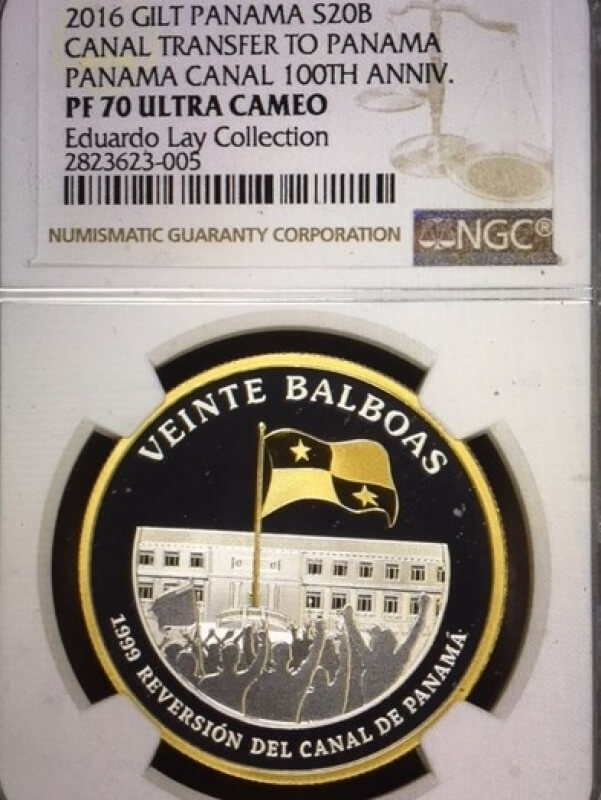 2016 GILT PANAMA S20B
CANAL TRANSFER TO PANAMA
PANAMA CANAL 100TH ANNIV.
PF 70 ULTRA CAMEO
Eduardo Lay Collection
2823623-005
NUMISMATIC GUARANTY CORPORATION
NGC®
VEINTE BALBOAS
1999 REVERSIÓN DEL CANAL DE PANAMÁ